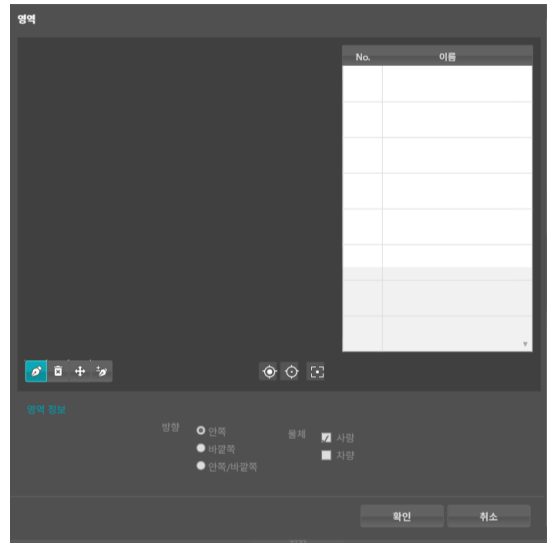 영역
No. 이름
영역 정보
방향 안쪽 물체 사람
바깥쪽 차량
안쪽/바깥쪽
확인 취소